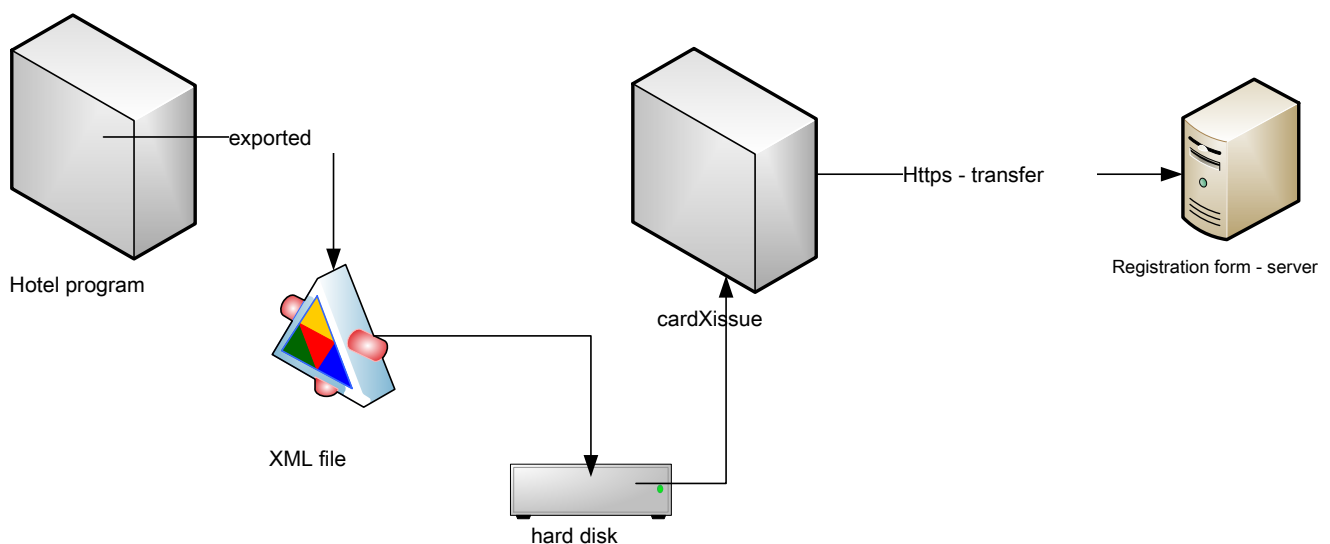 exported
Https - transfer
Registration form - server
Hotel program
cardXissue
XML file
hard disk